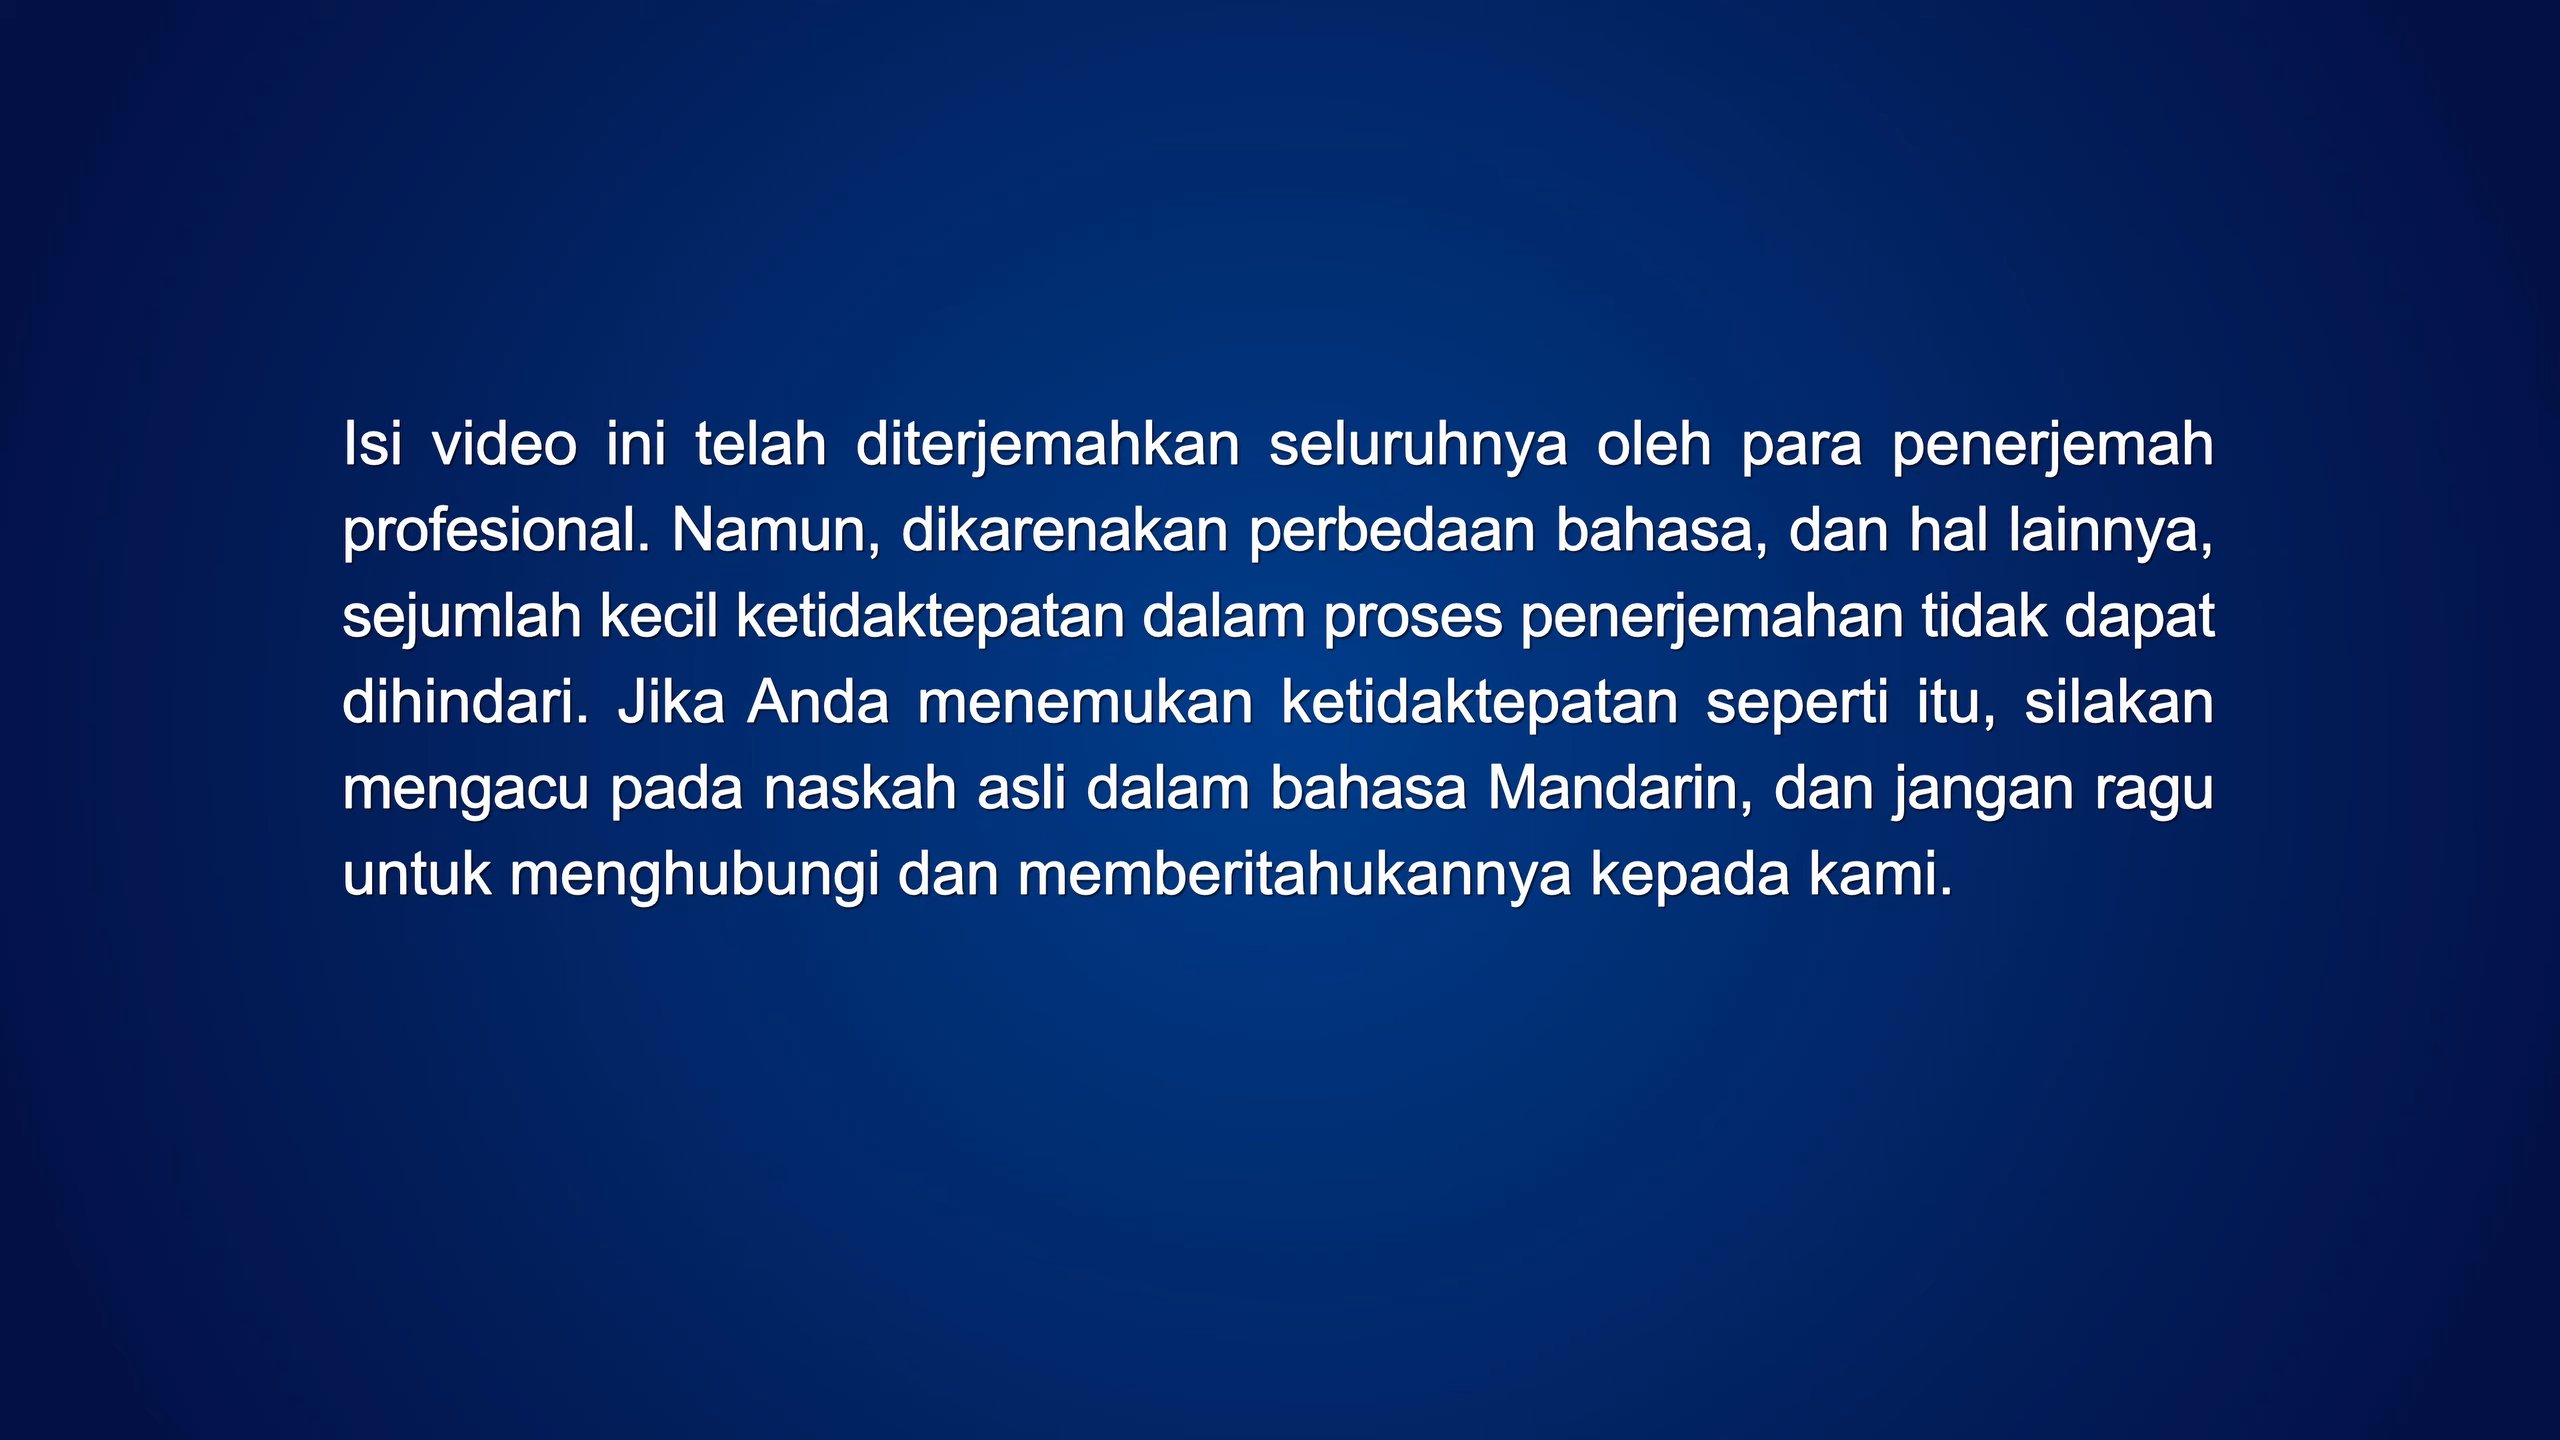 Isi video ini telah diterjemahkan seluruhnya oleh para penerjemah
profesional. Namun, dikarenakan perbedaan bahasa, dan hal lainnya,
sejumlah kecil ketidaktepatan dalam proses penerjemahan tidak dapat
dihindari. Jika Anda menemukan ketidaktepatan seperti itu, silakan
mengacu pada naskah asli dalam bahasa Mandarin, dan jangan ragu
untuk menghubungi dan memberitahukannya kepada kami.